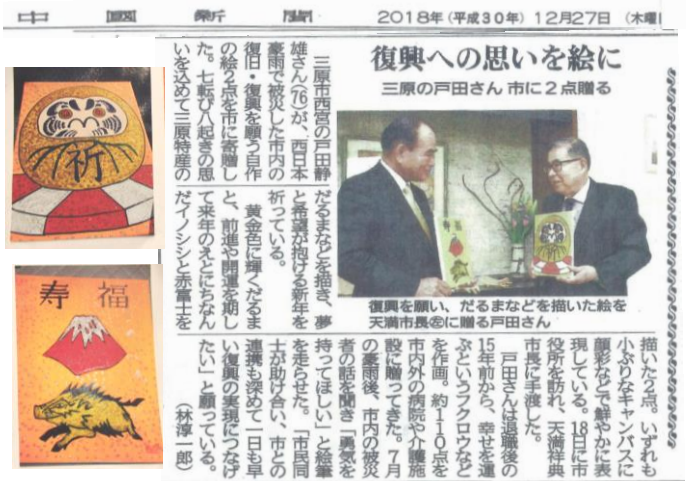 中國新聞 2018年(平成30年) 12月27日 (木曜
復興への思いを絵に
三原の戸田さん 市に2点贈る
三原市西宮の戸田静
雄さん(76)が、西日本
豪雨で被災した市内の
復旧・復興を願う自作
の絵2点を市に寄贈し
た。七転び八起きの思
いを込めて三原特産の
だるまなどを描き、夢
と希望が抱ける新年を
祈っている。
黄金色に輝くだるま
と、前進や開運を期し
て来年のえとにちなん
だイノシシと赤富士を
描いた2点。いずれも
小ぶりなキャンバスに
顔彩などで鮮やかに表
現している。18日に市
役所を訪れ、天満祥典
市長に手渡した。
戸田さんは退職後の
15年前から、幸せを運
ぶというフクロウなど
を作画。約110点を
市内外の病院や介護施
設に贈ってきた。7月
の豪雨後、市内の被災
者の話を聞き「勇気を
持ってほしい」と絵筆
を走らせた。「市民同
士が助け合い、市との
連携も深めて一日も早
い復興の実現につなげ
たい」と願っている。
(林淳一郎)
復興を願い、だるまなどを描いた絵を
天満市長㊧に贈る戸田さん
祈
寿 福